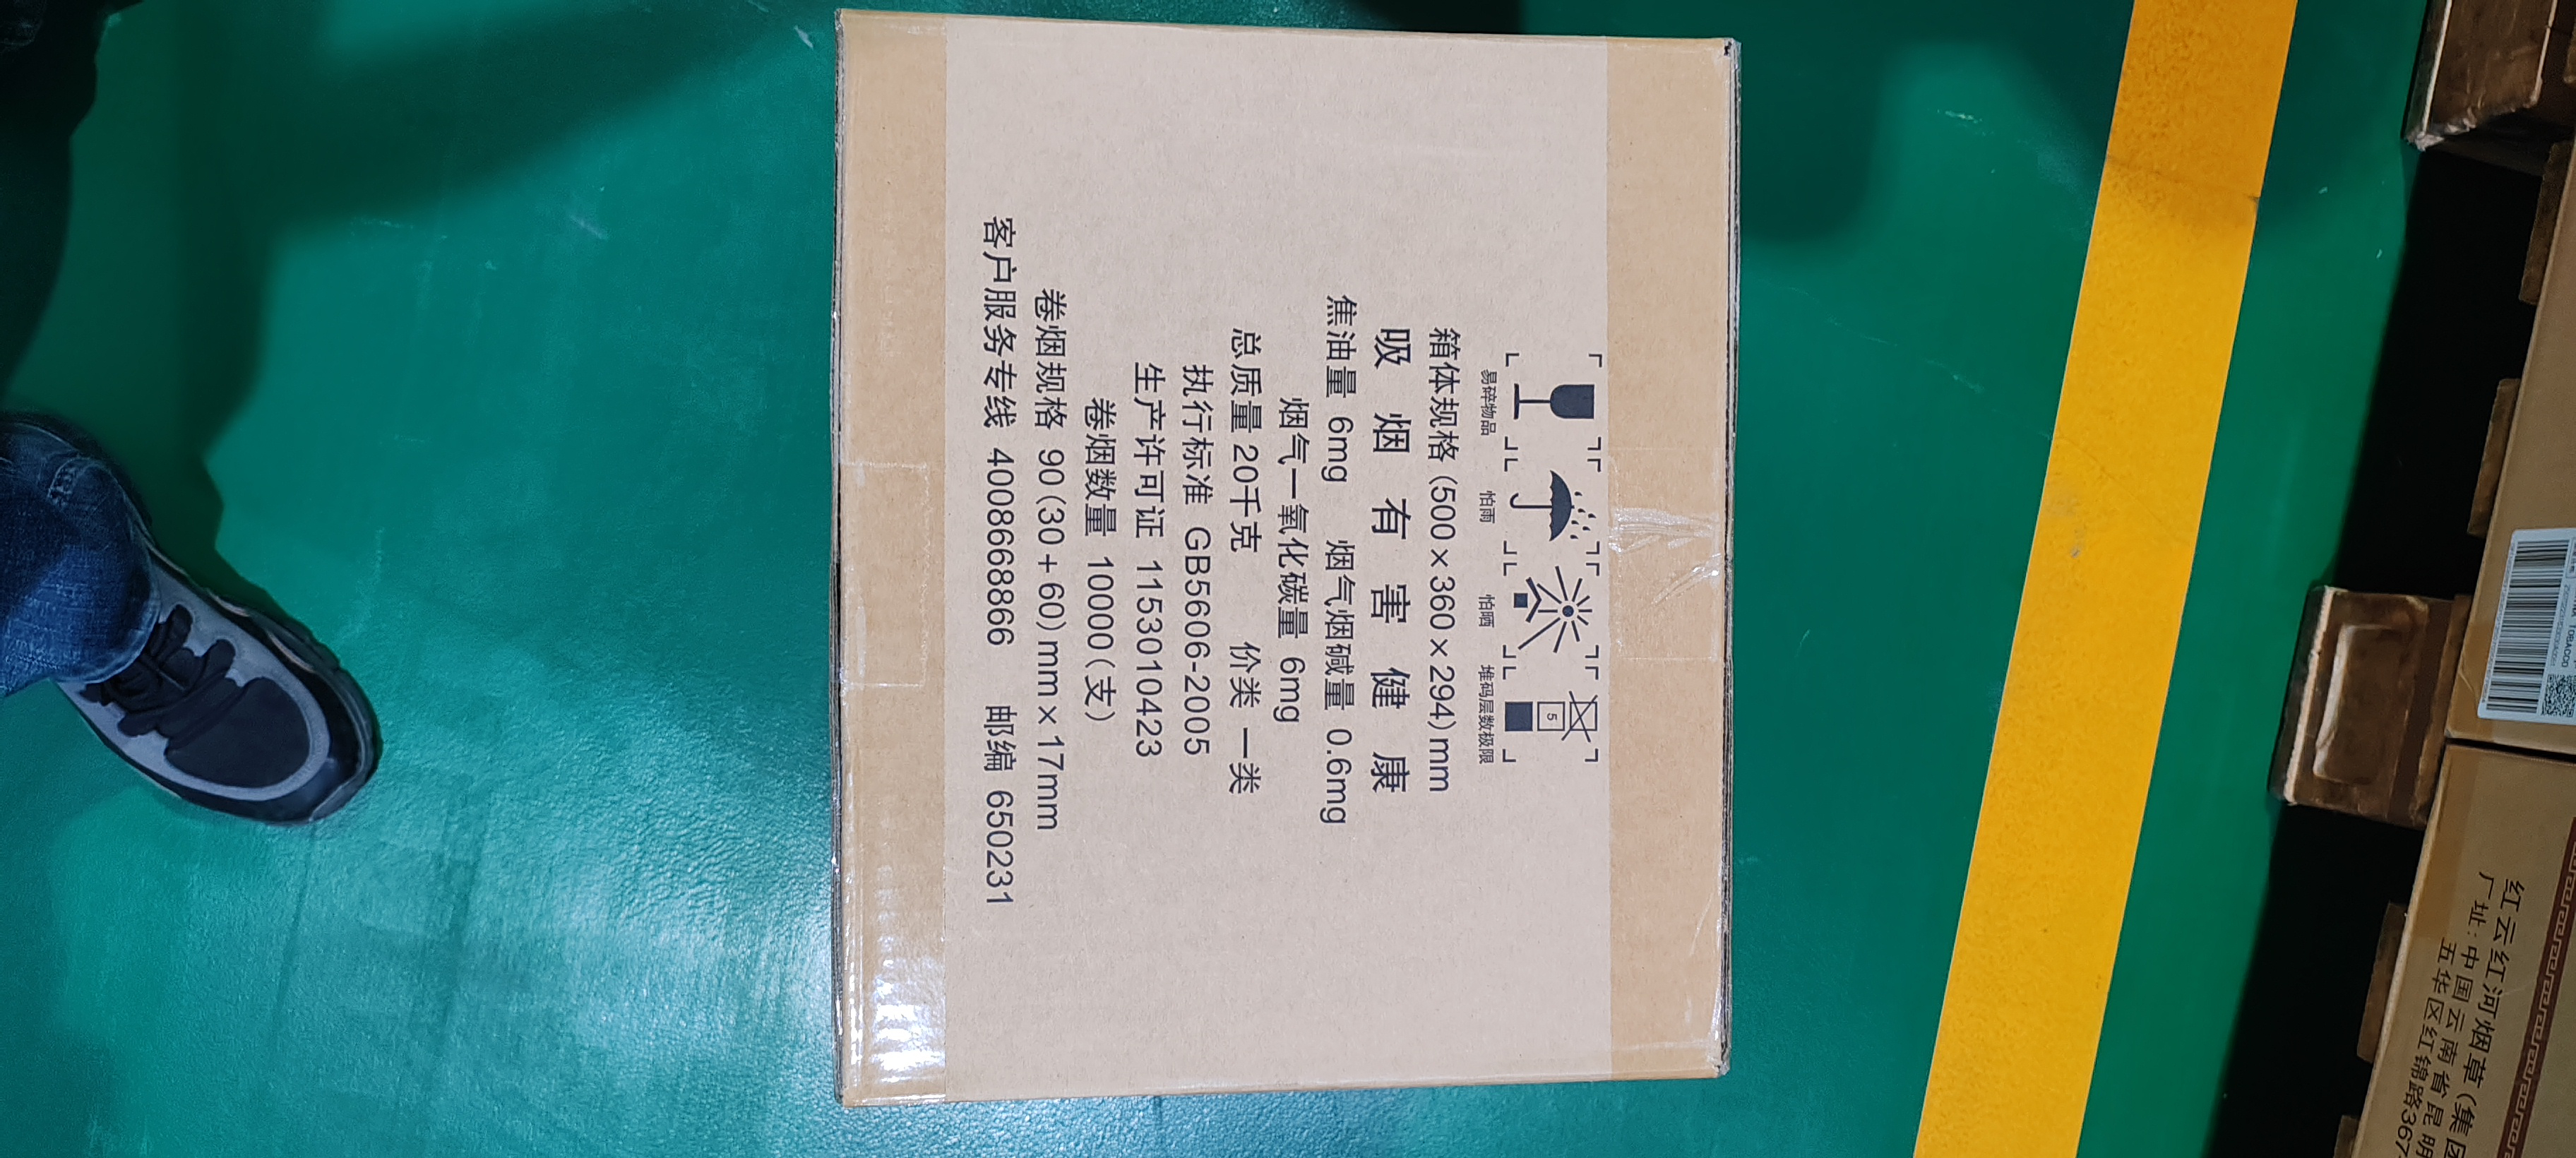 易碎物品 怕雨 怕晒 堆码层数极限
5
箱体规格 (500×360×294)mm
吸烟有害健康
焦油量 6mg 烟气烟碱量 0.6mg
烟气一氧化碳量 6mg
总质量 20千克 价类 一类
执行标准 GB5606-2005
生产许可证 1153010423
卷烟数量 10000(支)
卷烟规格 90(30+60)mm×17mm
客户服务专线 4008668866 邮编 650231
TOBACCO
红云红河烟草(集团
厂址:中国云南省昆明
五华区红锦路367